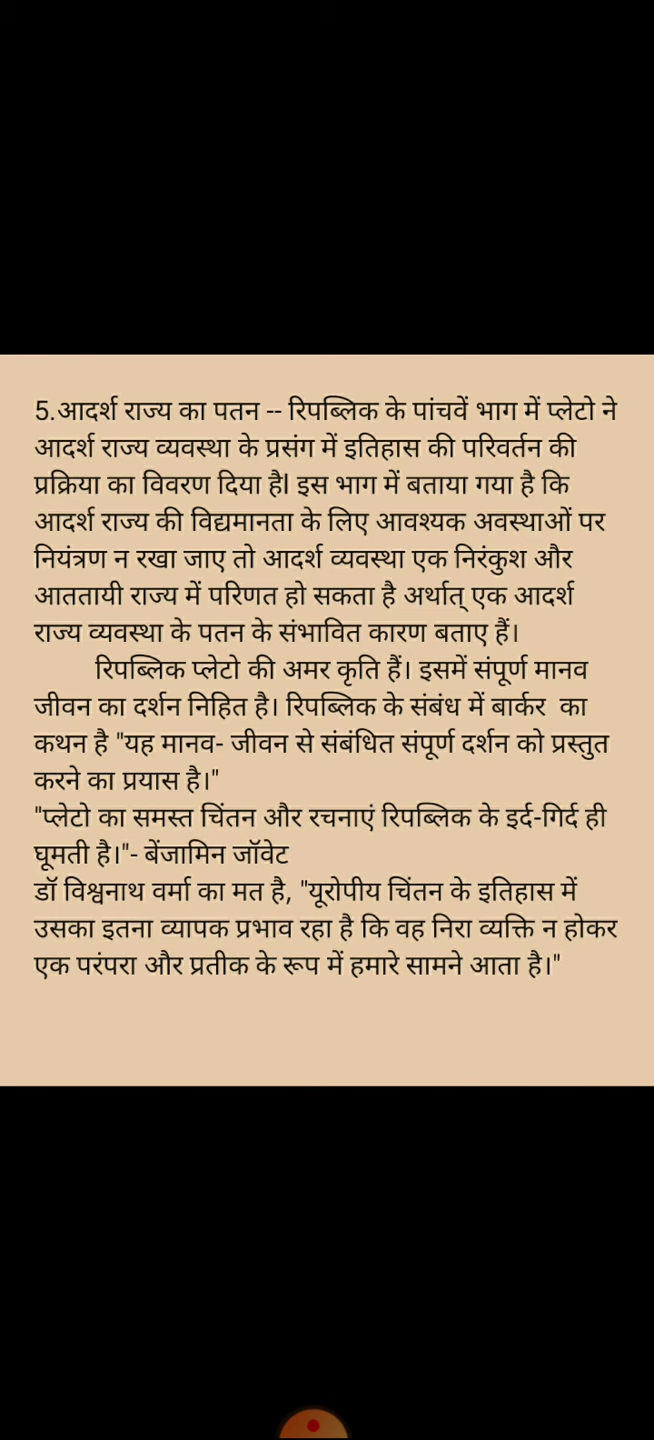 5.आदर्श राज्य का पतन -- रिपब्लिक के पांचवें भाग में प्लेटो ने
आदर्श राज्य व्यवस्था के प्रसंग में इतिहास की परिवर्तन की
प्रक्रिया का विवरण दिया हैl इस भाग में बताया गया है कि
आदर्श राज्य की विद्यमानता के लिए आवश्यक अवस्थाओं पर
नियंत्रण न रखा जाए तो आदर्श व्यवस्था एक निरंकुश और
आततायी राज्य में परिणत हो सकता है अर्थात् एक आदर्श
राज्य व्यवस्था के पतन के संभावित कारण बताए हैं।
रिपब्लिक प्लेटो की अमर कृति हैं। इसमें संपूर्ण मानव
जीवन का दर्शन निहित है। रिपब्लिक के संबंध में बार्कर का
कथन है "यह मानव- जीवन से संबंधित संपूर्ण दर्शन को प्रस्तुत
करने का प्रयास है।"
"प्लेटो का समस्त चिंतन और रचनाएं रिपब्लिक के इर्द-गिर्द ही
घूमती है।"- बेंजामिन जॉवेट
डॉ विश्वनाथ वर्मा का मत है, "यूरोपीय चिंतन के इतिहास में
उसका इतना व्यापक प्रभाव रहा है कि वह निरा व्यक्ति न होकर
एक परंपरा और प्रतीक के रूप में हमारे सामने आता है।"